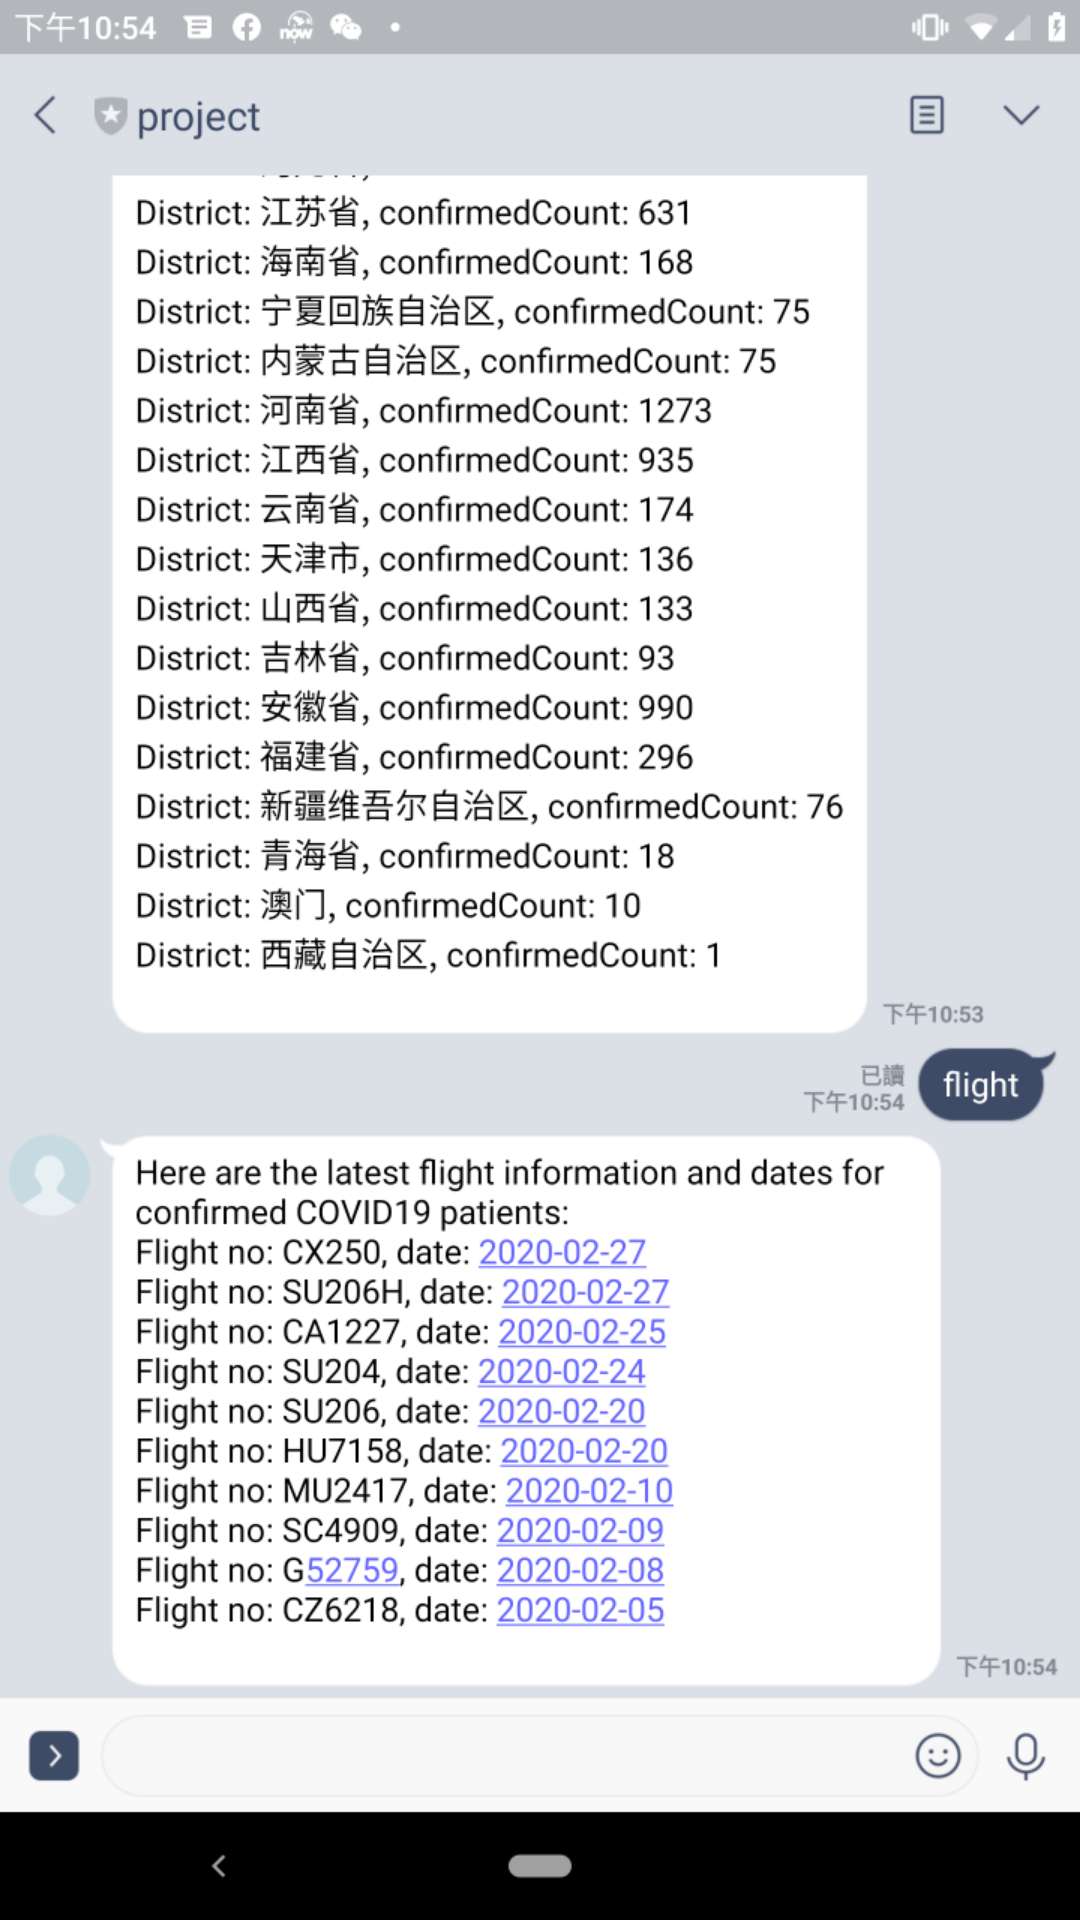 下午10:54
now
project
District: 江苏省, confirmedCount: 631
District: 海南省, confirmedCount: 168
District: 宁夏回族自治区, confirmedCount: 75
District: 内蒙古自治区, confirmedCount: 75
District: 河南省, confirmedCount: 1273
District: 江西省, confirmedCount: 935
District: 云南省, confirmedCount: 174
District: 天津市, confirmedCount: 136
District: 山西省, confirmedCount: 133
District: 吉林省, confirmedCount: 93
District: 安徽省, confirmedCount: 990
District: 福建省, confirmedCount: 296
District: 新疆维吾尔自治区, confirmedCount: 76
District: 青海省, confirmedCount: 18
District: 澳门, confirmedCount: 10
District: 西藏自治区, confirmedCount: 1
下午10:53
已讀
下午10:54
flight
Here are the latest flight information and dates for
confirmed COVID19 patients:
Flight no: CX250, date: 2020-02-27
Flight no: SU206H, date: 2020-02-27
Flight no: CA1227, date: 2020-02-25
Flight no: SU204, date: 2020-02-24
Flight no: SU206, date: 2020-02-20
Flight no: HU7158, date: 2020-02-20
Flight no: MU2417, date: 2020-02-10
Flight no: SC4909, date: 2020-02-09
Flight no: G52759, date: 2020-02-08
Flight no: CZ6218, date: 2020-02-05
下午10:54